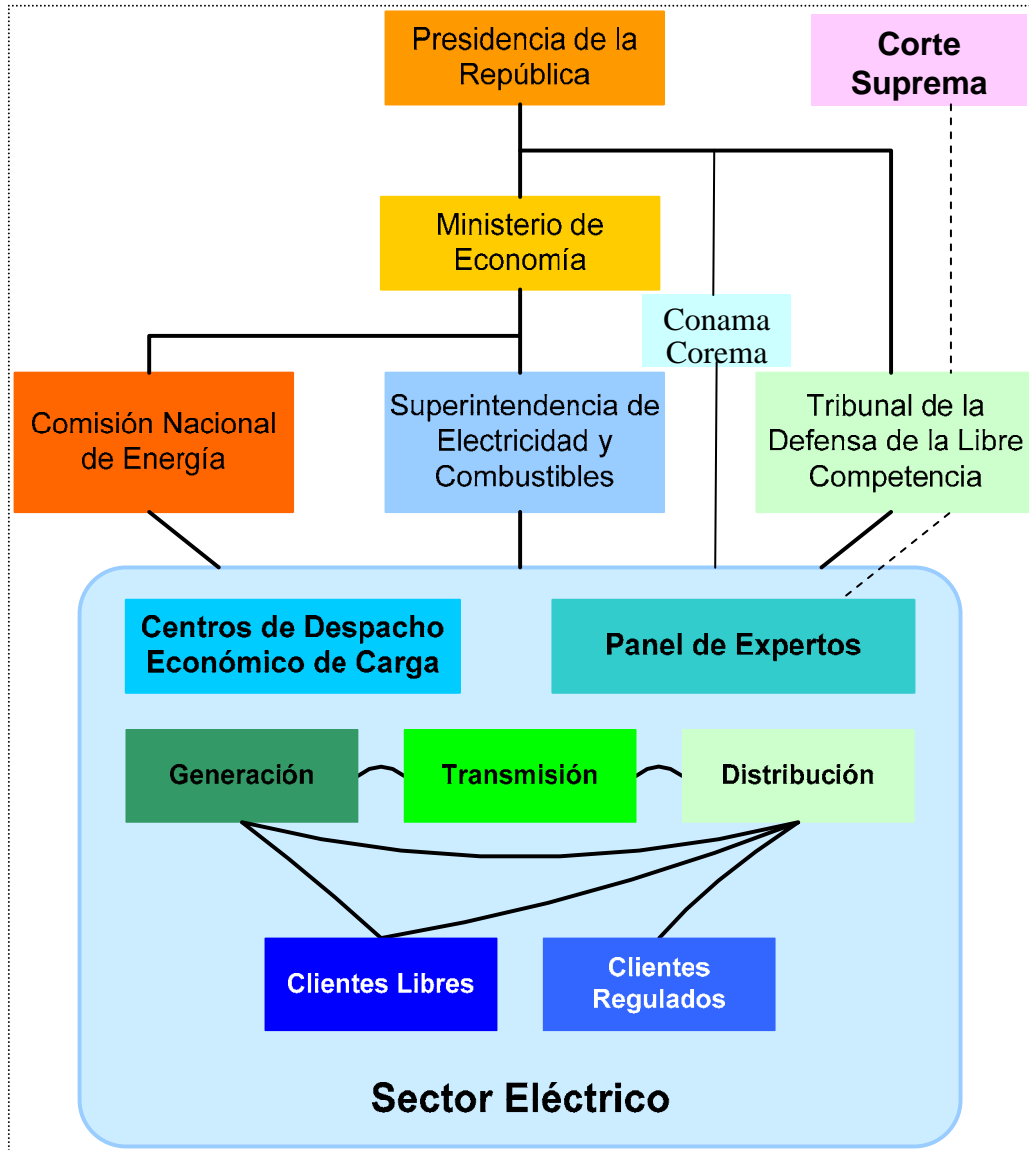 Presidencia de la
República
Corte
Suprema
Ministerio de
Economía
Conama
Corema
Comisión Nacional
de Energía
Superintendencia de
Electricidad y
Combustibles
Tribunal de la
Defensa de la Libre
Competencia
Centros de Despacho
Económico de Carga
Panel de Expertos
Generación
Transmisión
Distribución
Clientes Libres
Clientes
Regulados
Sector Eléctrico